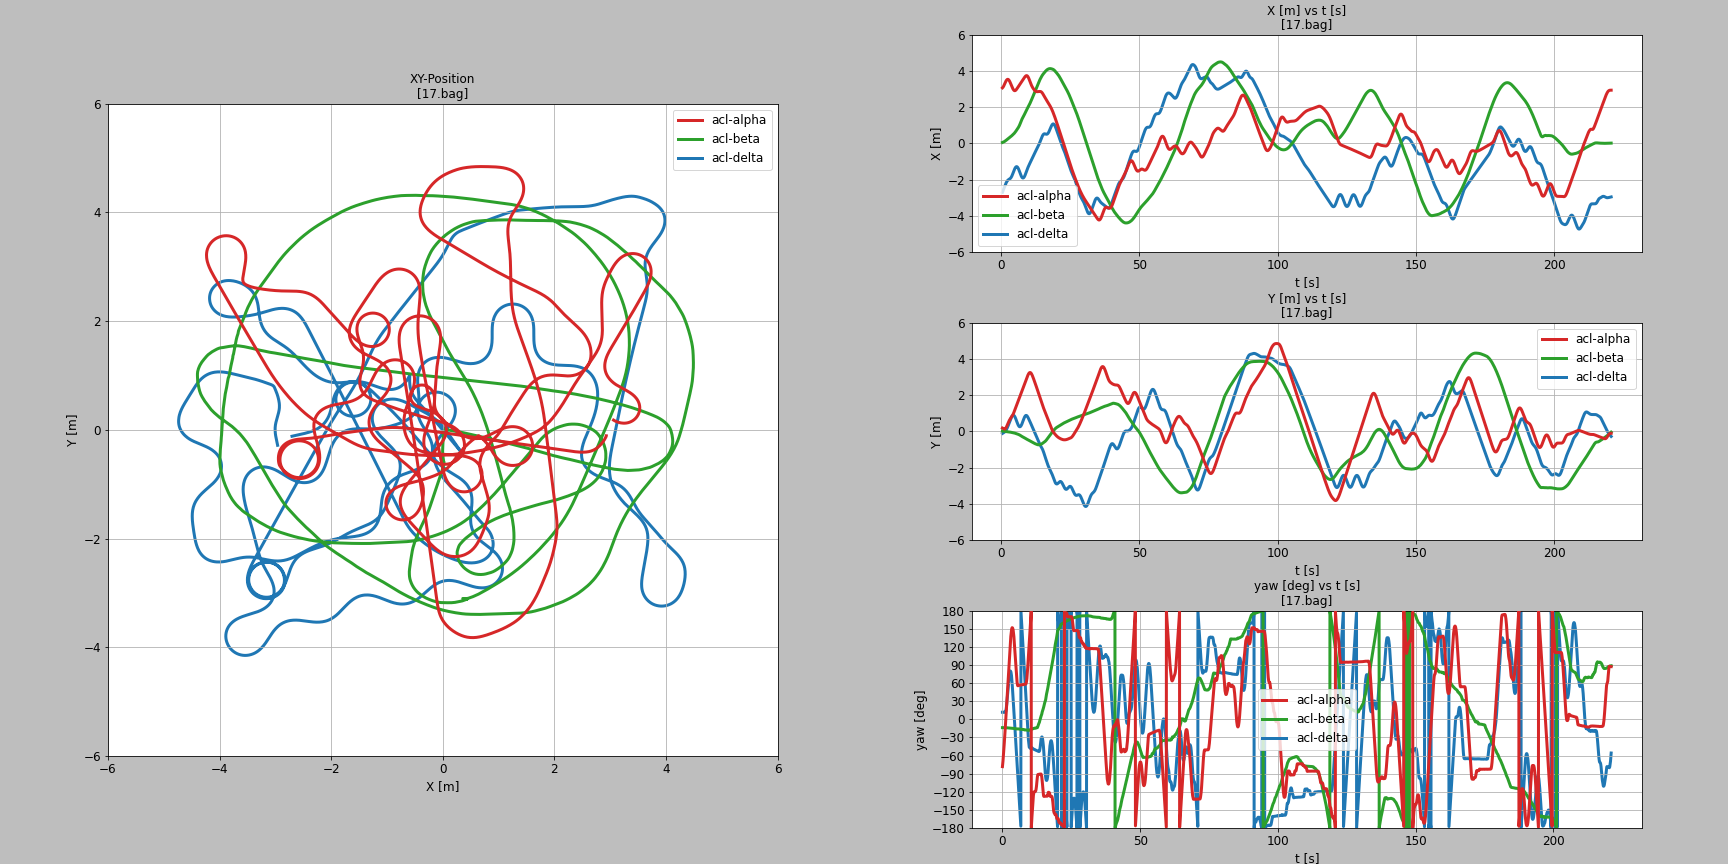 XY-Position
[17.bag]
6
4
2
0
−2
−4
−6
Y [m]
−6
−4
−2
0
2
4
6
X [m]
acl-alpha
acl-beta
acl-delta
X [m] vs t [s]
[17.bag]
6
4
2
0
−2
−4
−6
X [m]
acl-alpha
acl-beta
acl-delta
0
50
100
150
200
t [s]
Y [m] vs t [s]
[17.bag]
6
4
2
0
−2
−4
−6
Y [m]
acl-alpha
acl-beta
acl-delta
0
50
100
150
200
t [s]
yaw [deg] vs t [s]
[17.bag]
180
150
120
90
60
30
0
−30
−60
−90
−120
−150
−180
yaw [deg]
acl-alpha
acl-beta
acl-delta
0
50
100
150
200
t [s]